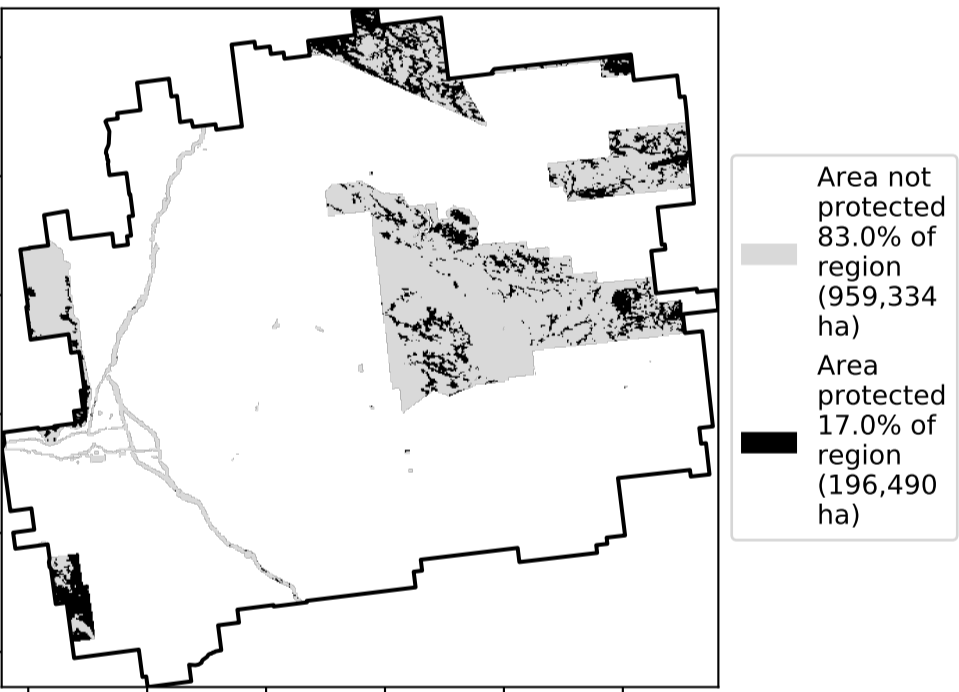 Area not
protected
83.0% of
region
(959,334
ha)
Area
protected
17.0% of
region
(196,490
ha)